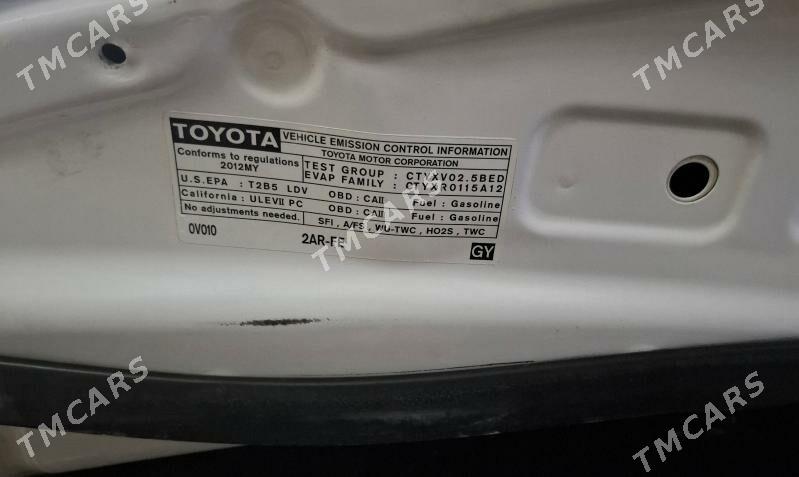 TMCARS
TMCARS
TMCARS
TOYOTA VEHICLE EMISSION CONTROL INFORMATION
TOYOTA MOTOR CORPORATION
Conforms to regulations
2012MY
TEST GROUP : CTYXV02.5BED
EVAP FAMILY : CTYXR0115A12
U.S.EPA : T2B5 LDV OBD : CAII Fuel : Gasoline
California : ULEVII PC OBD : CAII Fuel : Gasoline
No adjustments needed. SFI , A/FS , WU-TWC , HO2S , TWC
0V010 2AR-FE GY
TMCARS
TMCARS
TMCARS